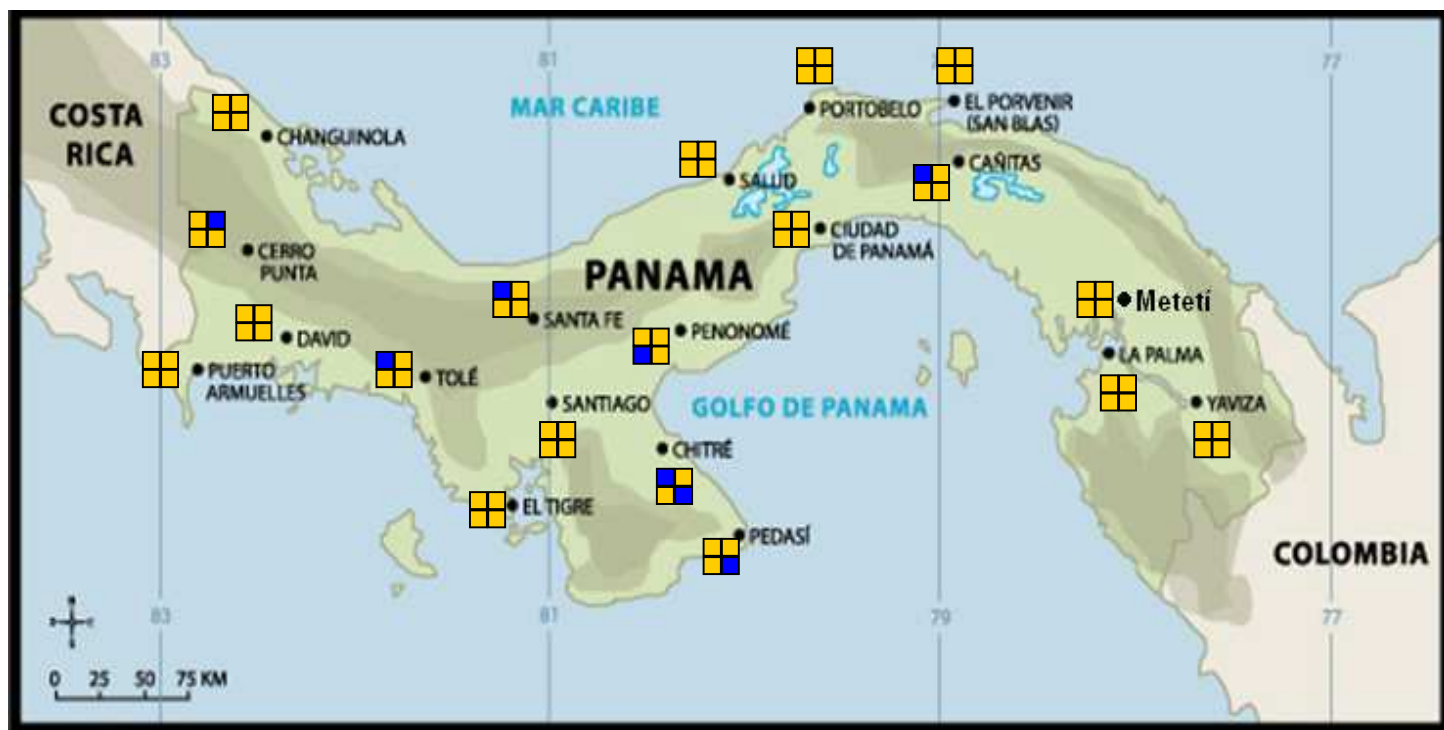 83
81
77
COSTA
RICA
MAR CARIBE
PORTOBELO
EL PORVENIR
(SAN BLAS)
CHANGUINOLA
SALUD
CAÑITAS
CERRO
PUNTA
CIUDAD
DE PANAMÁ
PANAMA
SANTA FE
PENONOMÉ
Metetí
DAVID
LA PALMA
PUERTO
ARMUELLES
TOLÉ
SANTIAGO
GOLFO DE PANAMA
YAVIZA
CHITRÉ
EL TIGRE
PEDASÍ
COLOMBIA
83
81
79
77
0 25 50 75 KM